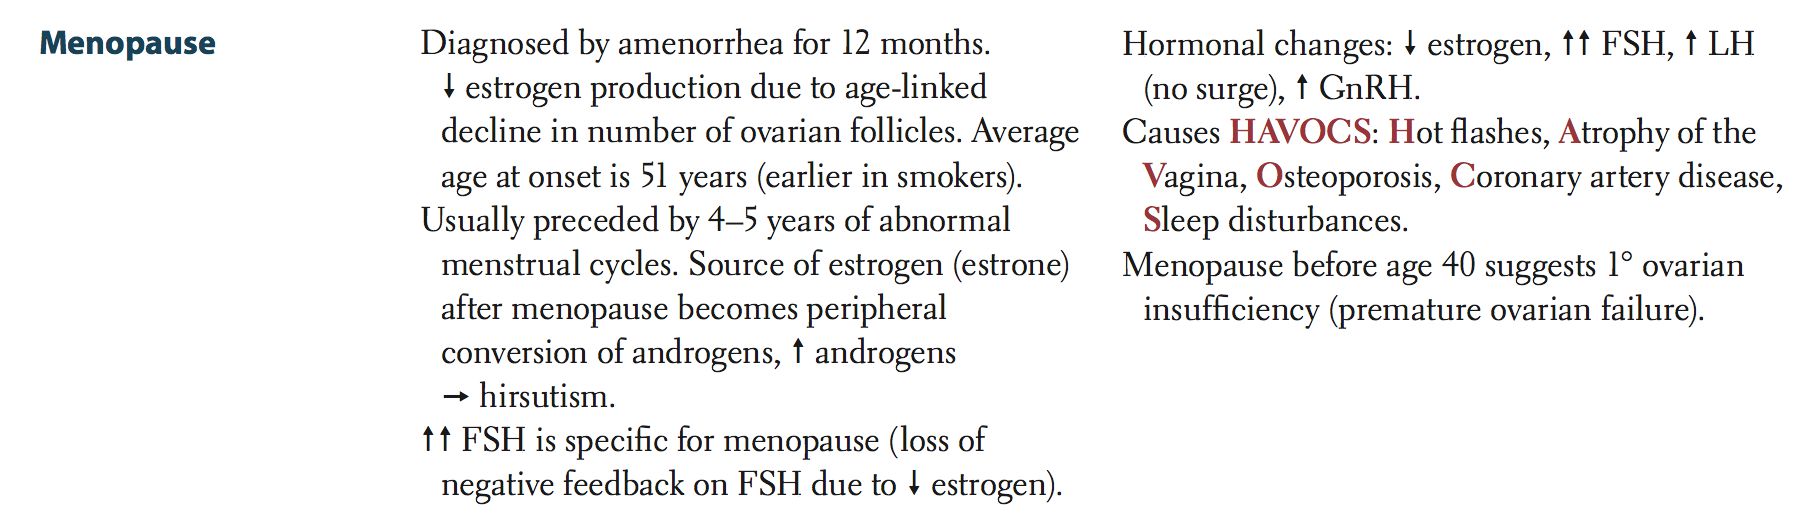 Menopause
Diagnosed by amenorrhea for 12 months.
↓ estrogen production due to age-linked
decline in number of ovarian follicles. Average
age at onset is 51 years (earlier in smokers).
Usually preceded by 4–5 years of abnormal
menstrual cycles. Source of estrogen (estrone)
after menopause becomes peripheral
conversion of androgens, ↑ androgens
→ hirsutism.
↑↑ FSH is specific for menopause (loss of
negative feedback on FSH due to ↓ estrogen).
Hormonal changes: ↓ estrogen, ↑↑ FSH, ↑ LH
(no surge), ↑ GnRH.
Causes HAVOCS: Hot flashes, Atrophy of the
Vagina, Osteoporosis, Coronary artery disease,
Sleep disturbances.
Menopause before age 40 suggests 1° ovarian
insufficiency (premature ovarian failure).